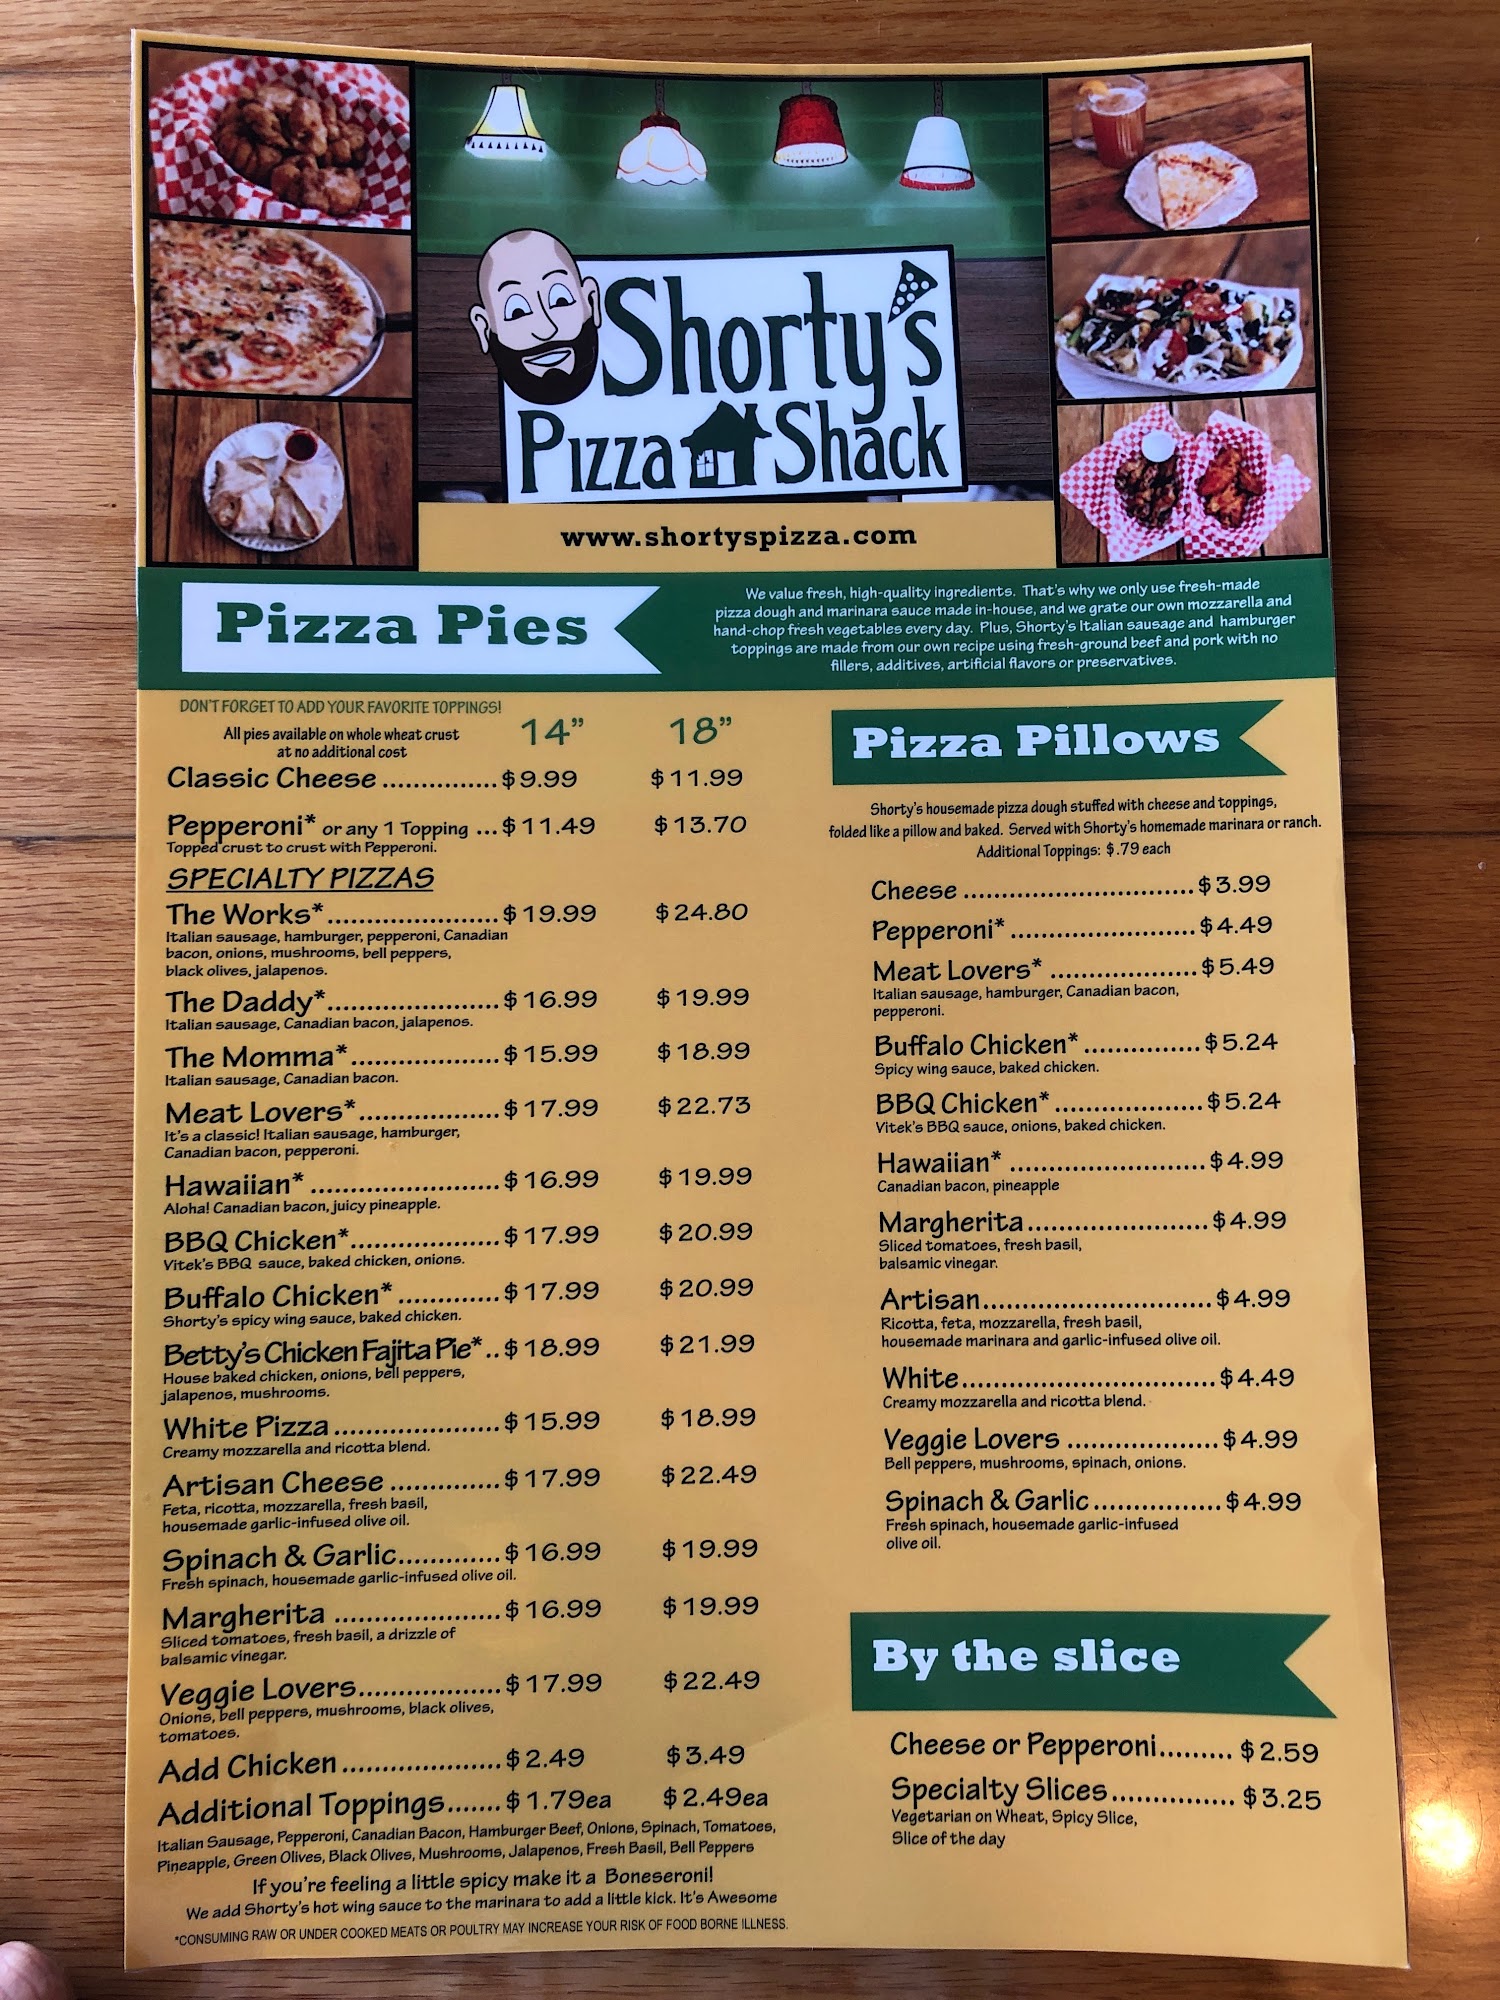 Shorty's
Pizza Shack
www.shortyspizza.com
Pizza Pies
We value fresh, high-quality ingredients. That's why we only use fresh-made
pizza dough and marinara sauce made in-house, and we grate our own mozzarella and
hand-chop fresh vegetables every day. Plus, Shorty's Italian sausage and hamburger
toppings are made from our own recipe using fresh-ground beef and pork with no
fillers, additives, artificial flavors or preservatives.
DON'T FORGET TO ADD YOUR FAVORITE TOPPINGS!
All pies available on whole wheat crust
at no additional cost
14" 18"
Classic Cheese ............... $9.99 $11.99
Pepperoni* or any 1 Topping ... $11.49 $13.70
Topped crust to crust with Pepperoni.
SPECIALTY PIZZAS
The Works* ....................... $19.99 $24.80
Italian sausage, hamburger, pepperoni, Canadian
bacon, onions, mushrooms, bell peppers,
black olives, jalapenos.
The Daddy* ....................... $16.99 $19.99
Italian sausage, Canadian bacon, jalapenos.
The Momma* .................... $15.99 $18.99
Italian sausage, Canadian bacon.
Meat Lovers* ................... $17.99 $22.73
It's a classic! Italian sausage, hamburger,
Canadian bacon, pepperoni.
Hawaiian* ......................... $16.99 $19.99
Aloha! Canadian bacon, juicy pineapple.
BBQ Chicken* .................... $17.99 $20.99
Vitek's BBQ sauce, baked chicken, onions.
Buffalo Chicken* ............. $17.99 $20.99
Shorty's spicy wing sauce, baked chicken.
Betty's Chicken Fajita Pie* .. $18.99 $21.99
House baked chicken, onions, bell peppers,
jalapenos, mushrooms.
White Pizza ...................... $15.99 $18.99
Creamy mozzarella and ricotta blend.
Artisan Cheese ............... $17.99 $22.49
Feta, ricotta, mozzarella, fresh basil,
housemade garlic-infused olive oil.
Spinach & Garlic ............. $16.99 $19.99
Fresh spinach, housemade garlic-infused olive oil.
Margherita ...................... $16.99 $19.99
Sliced tomatoes, fresh basil, a drizzle of
balsamic vinegar.
Veggie Lovers ................... $17.99 $22.49
Onions, bell peppers, mushrooms, black olives,
tomatoes.
Add Chicken ..................... $2.49 $3.49
Additional Toppings ....... $1.79ea $2.49ea
Italian Sausage, Pepperoni, Canadian Bacon, Hamburger Beef, Onions, Spinach, Tomatoes,
Pineapple, Green Olives, Black Olives, Mushrooms, Jalapenos, Fresh Basil, Bell Peppers
If you're feeling a little spicy make it a Boneseroni!
We add Shorty's hot wing sauce to the marinara to add a little kick. It's Awesome
*CONSUMING RAW OR UNDER COOKED MEATS OR POULTRY MAY INCREASE YOUR RISK OF FOOD BORNE ILLNESS.
Pizza Pillows
Shorty's housemade pizza dough stuffed with cheese and toppings,
folded like a pillow and baked. Served with Shorty's homemade marinara or ranch.
Additional Toppings: $.79 each
Cheese .............................. $3.99
Pepperoni* ........................ $4.49
Meat Lovers* ................... $5.49
Italian sausage, hamburger, Canadian bacon,
pepperoni.
Buffalo Chicken* ............... $5.24
Spicy wing sauce, baked chicken.
BBQ Chicken* ................... $5.24
Vitek's BBQ sauce, onions, baked chicken.
Hawaiian* ......................... $4.99
Canadian bacon, pineapple
Margherita ....................... $4.99
Sliced tomatoes, fresh basil,
balsamic vinegar.
Artisan .............................. $4.99
Ricotta, feta, mozzarella, fresh basil,
housemade marinara and garlic-infused olive oil.
White ................................. $4.49
Creamy mozzarella and ricotta blend.
Veggie Lovers .................... $4.99
Bell peppers, mushrooms, spinach, onions.
Spinach & Garlic ................. $4.99
Fresh spinach, housemade garlic-infused
olive oil.
By the slice
Cheese or Pepperoni ......... $2.59
Specialty Slices ................ $3.25
Vegetarian on Wheat, Spicy Slice,
Slice of the day